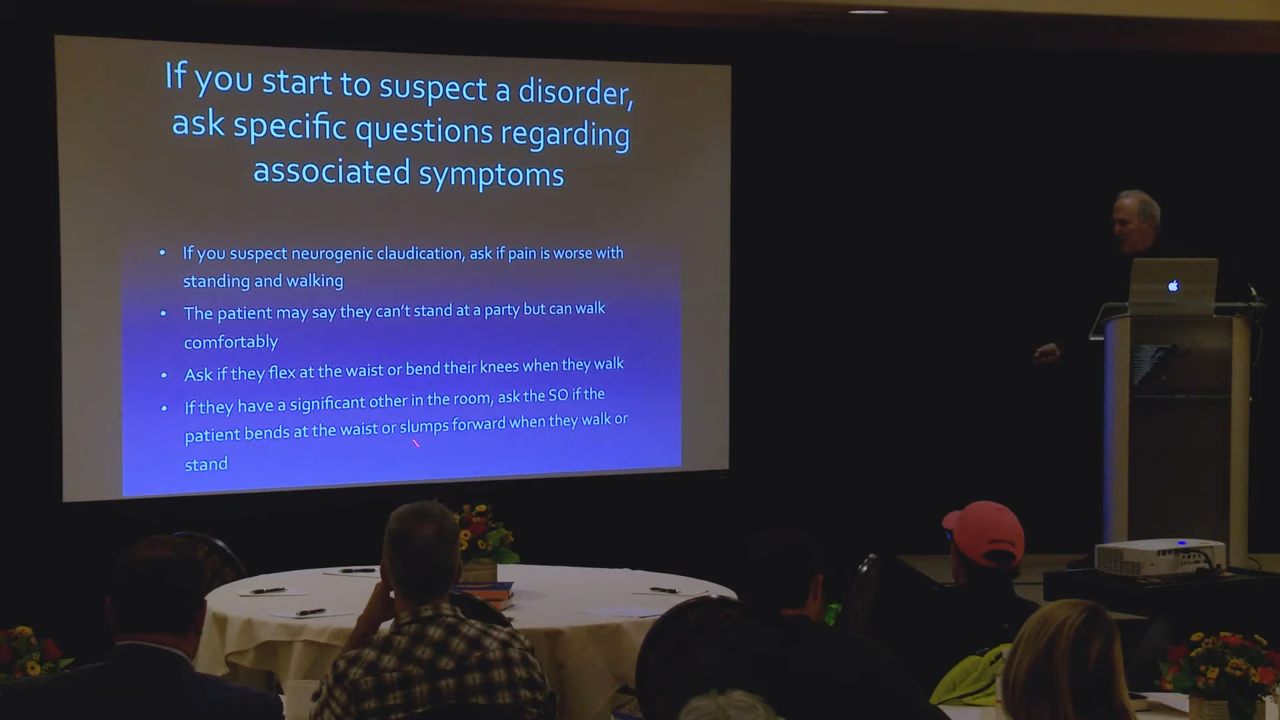 If you start to suspect a disorder,
ask specific questions regarding
associated symptoms
• If you suspect neurogenic claudication, ask if pain is worse with
standing and walking
• The patient may say they can't stand at a party but can walk
comfortably
• Ask if they flex at the waist or bend their knees when they walk
• If they have a significant other in the room, ask the SO if the
patient bends at the waist or slumps forward when they walk or
stand